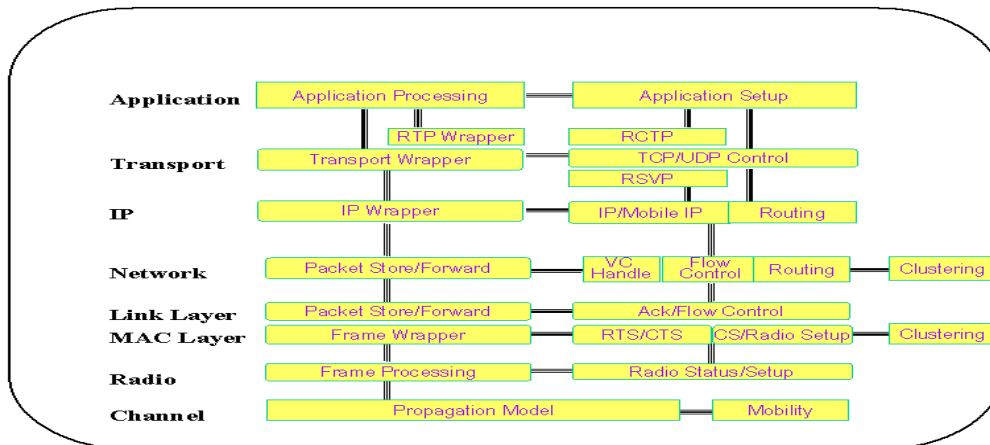 Application Application Processing Application Setup
RTP Wrapper RCTP
Transport Transport Wrapper TCP/UDP Control
RSVP
IP IP Wrapper IP/Mobile IP Routing
Network Packet Store/Forward VC Handle Flow Control Routing Clustering
Link Layer Packet Store/Forward Ack/Flow Control
MAC Layer Frame Wrapper RTS/CTS CS/Radio Setup Clustering
Radio Frame Processing Radio Status/Setup
Channel Propagation Model Mobility